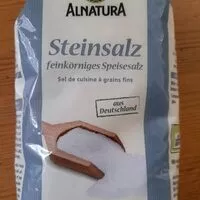 ALNATURA
Steinsalz
feinkörniges Speisesalz
Sel de cuisine à grains fins
aus
Deutschland